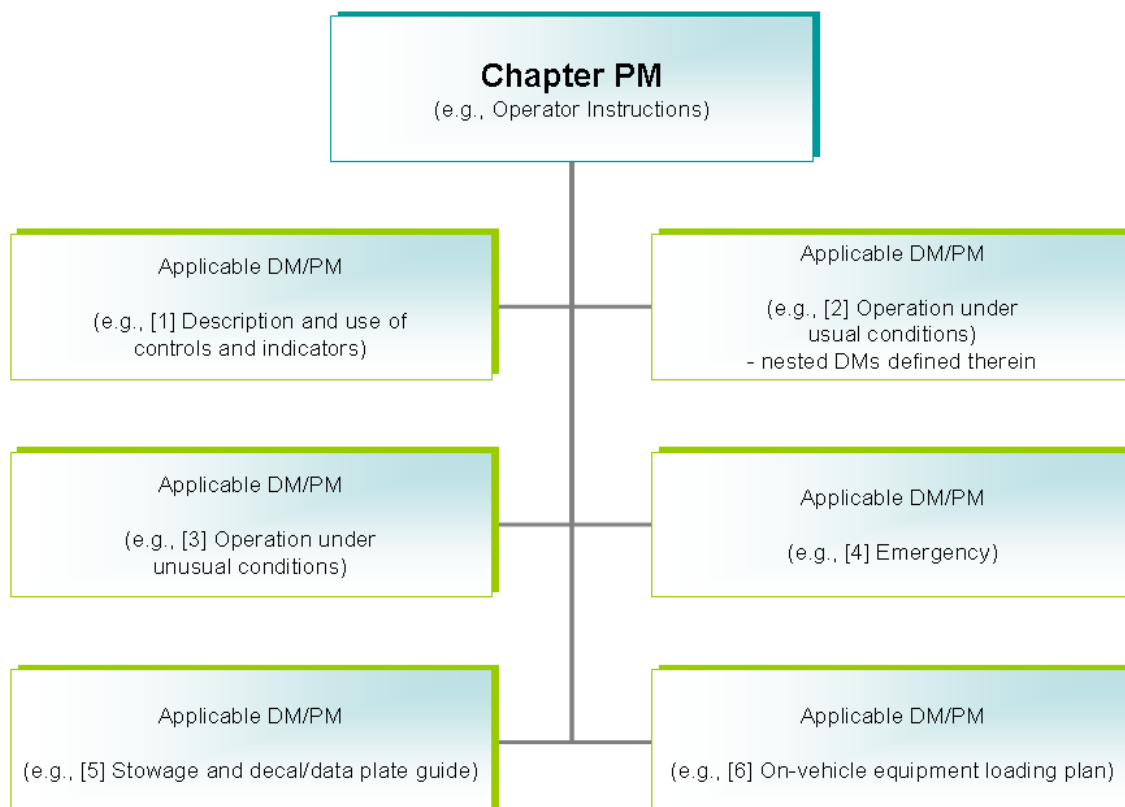 Chapter PM
(e.g., Operator Instructions)
Applicable DM/PM
(e.g., [1] Description and use of
controls and indicators)
Applicable DM/PM
(e.g., [2] Operation under
usual conditions)
- nested DMs defined therein
Applicable DM/PM
(e.g., [3] Operation under
unusual conditions)
Applicable DM/PM
(e.g., [4] Emergency)
Applicable DM/PM
(e.g., [5] Stowage and decal/data plate guide)
Applicable DM/PM
(e.g., [6] On-vehicle equipment loading plan)